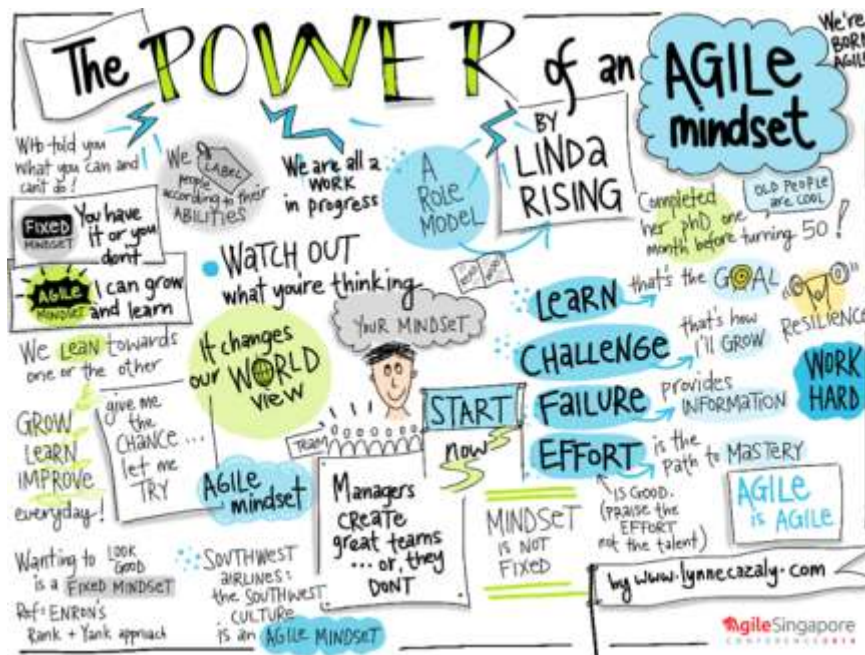 The POWER of an
AGILE
mindset
We're
BORN
AGILE
BY
LINDA
RISING
Who told you
what you can and
can't do!
We LABEL
people
according to their
ABILITIES
We are all a
WORK
in progress
A
ROLE
MODEL
OLD PEOPLE
are COOL
Completed
her phD one
month before turning 50!
FIXED
MINDSET
You have
it or you
don't
AGILE
MINDSET
I can grow
and learn
We LEAN towards
one or the other
WATCH OUT
what you're thinking
YOUR MINDSET
It changes
our WORLD
view
LEARN that's the GOAL
CHALLENGE that's how
I'll GROW
FAILURE provides
INFORMATION
EFFORT is the
path to MASTERY
RESILIENCE
WORK
HARD
GROW
LEARN
IMPROVE
everyday!
give me
the
CHANCE...
let me
TRY
AGILE
mindset
TEAM
START
now
Managers
CREATE
great teams
... or, they
DON'T
MINDSET
is NOT
FIXED
IS GOOD.
(PRAISE the
EFFORT
not the talent)
AGILE
is AGILE
Wanting to LOOK
GOOD
is a FIXED MINDSET
Ref: ENRON'S
Rank + Yank approach
SOUTHWEST
AIRLINES:
the SOUTHWEST
CULTURE
is an AGILE MINDSET
by www.lynnecazaly.com
AgileSingapore